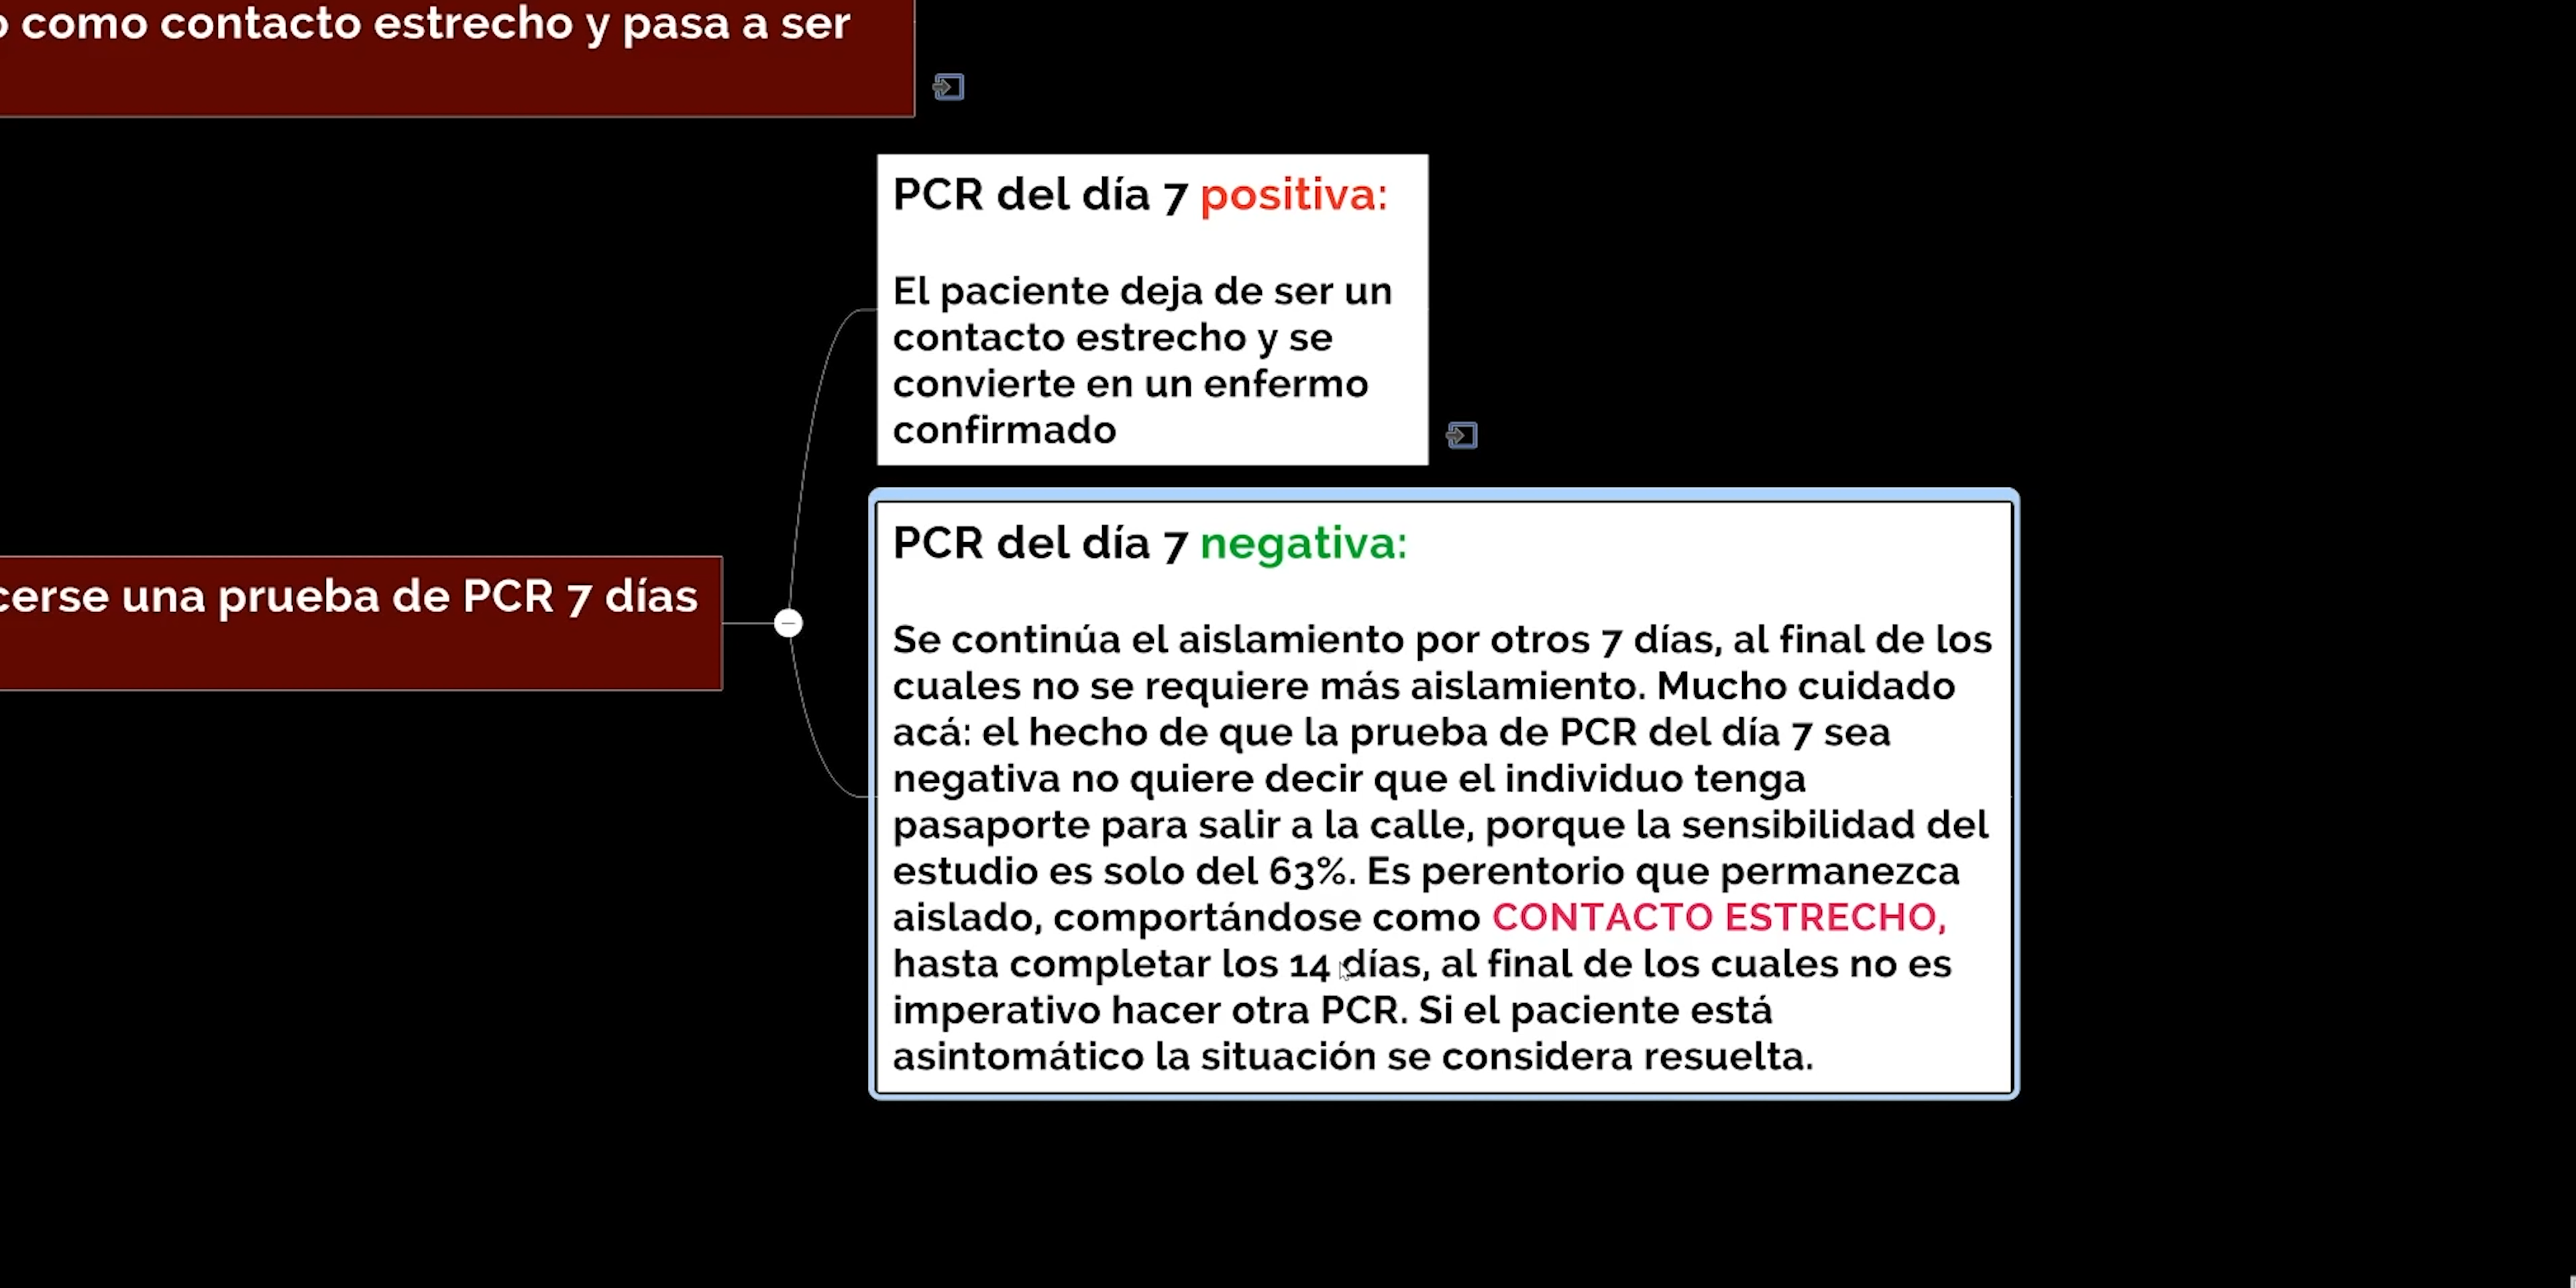 como contacto estrecho y pasa a ser
PCR del día 7 positiva:
El paciente deja de ser un
contacto estrecho y se
convierte en un enfermo
confirmado
una prueba de PCR 7 días
PCR del día 7 negativa:
Se continúa el aislamiento por otros 7 días, al final de los
cuales no se requiere más aislamiento. Mucho cuidado
acá: el hecho de que la prueba de PCR del día 7 sea
negativa no quiere decir que el individuo tenga
pasaporte para salir a la calle, porque la sensibilidad del
estudio es solo del 63%. Es perentorio que permanezca
aislado, comportándose como CONTACTO ESTRECHO,
hasta completar los 14 días, al final de los cuales no es
imperativo hacer otra PCR. Si el paciente está
asintomático la situación se considera resuelta.